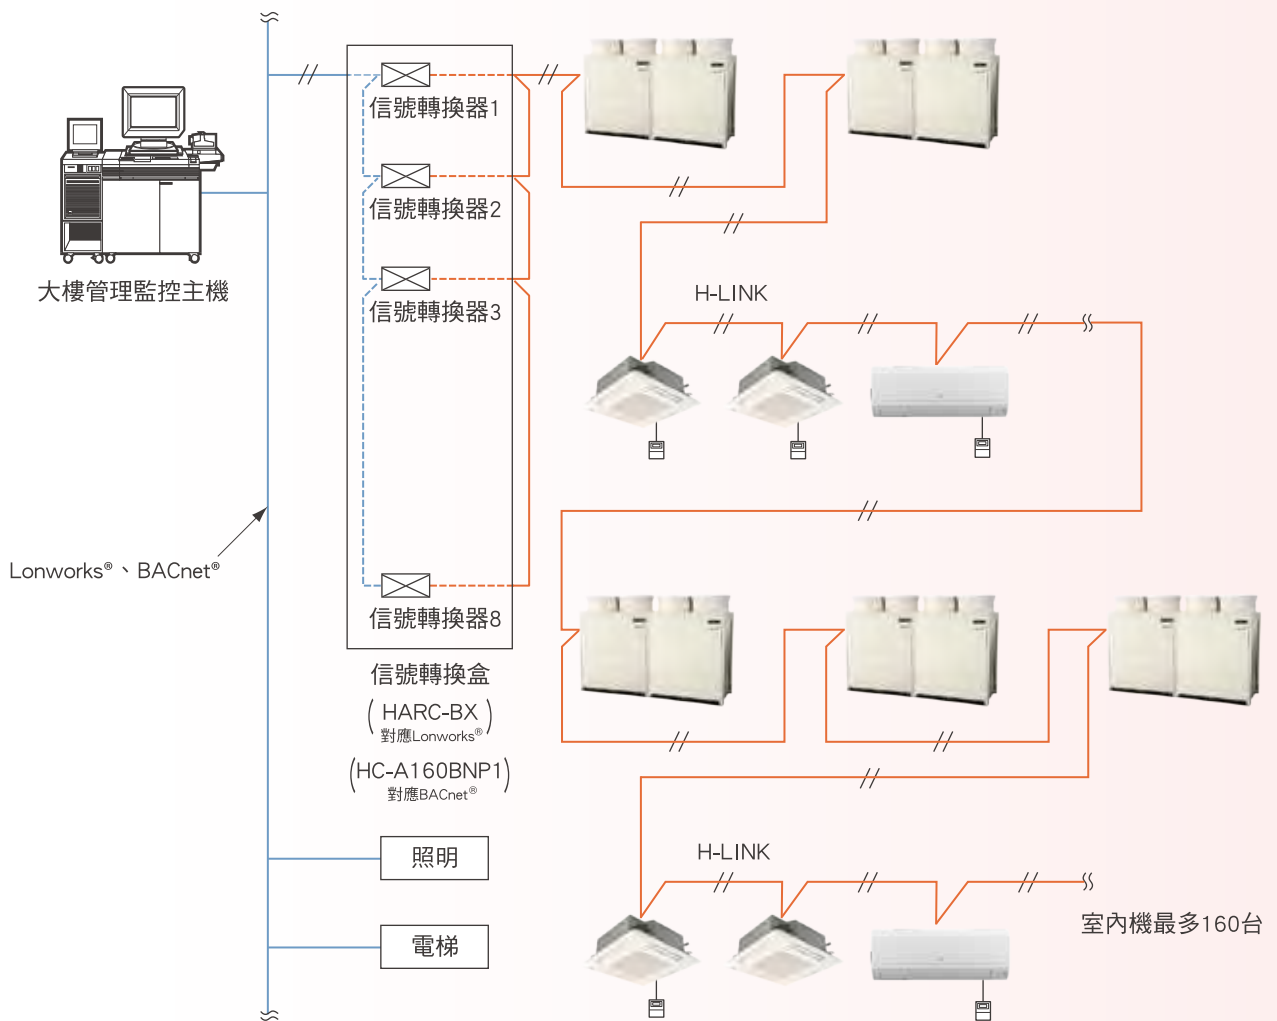 信號轉換器1
信號轉換器2
大樓管理監控主機
H-LINK
信號轉換器3
Lonworks®、BACnet®
信號轉換器8
信號轉換盒
(HARC-BX
對應Lonworks®)
(HC-A160BNP1)
對應BACnet®
照明
H-LINK
室內機最多160台
電梯